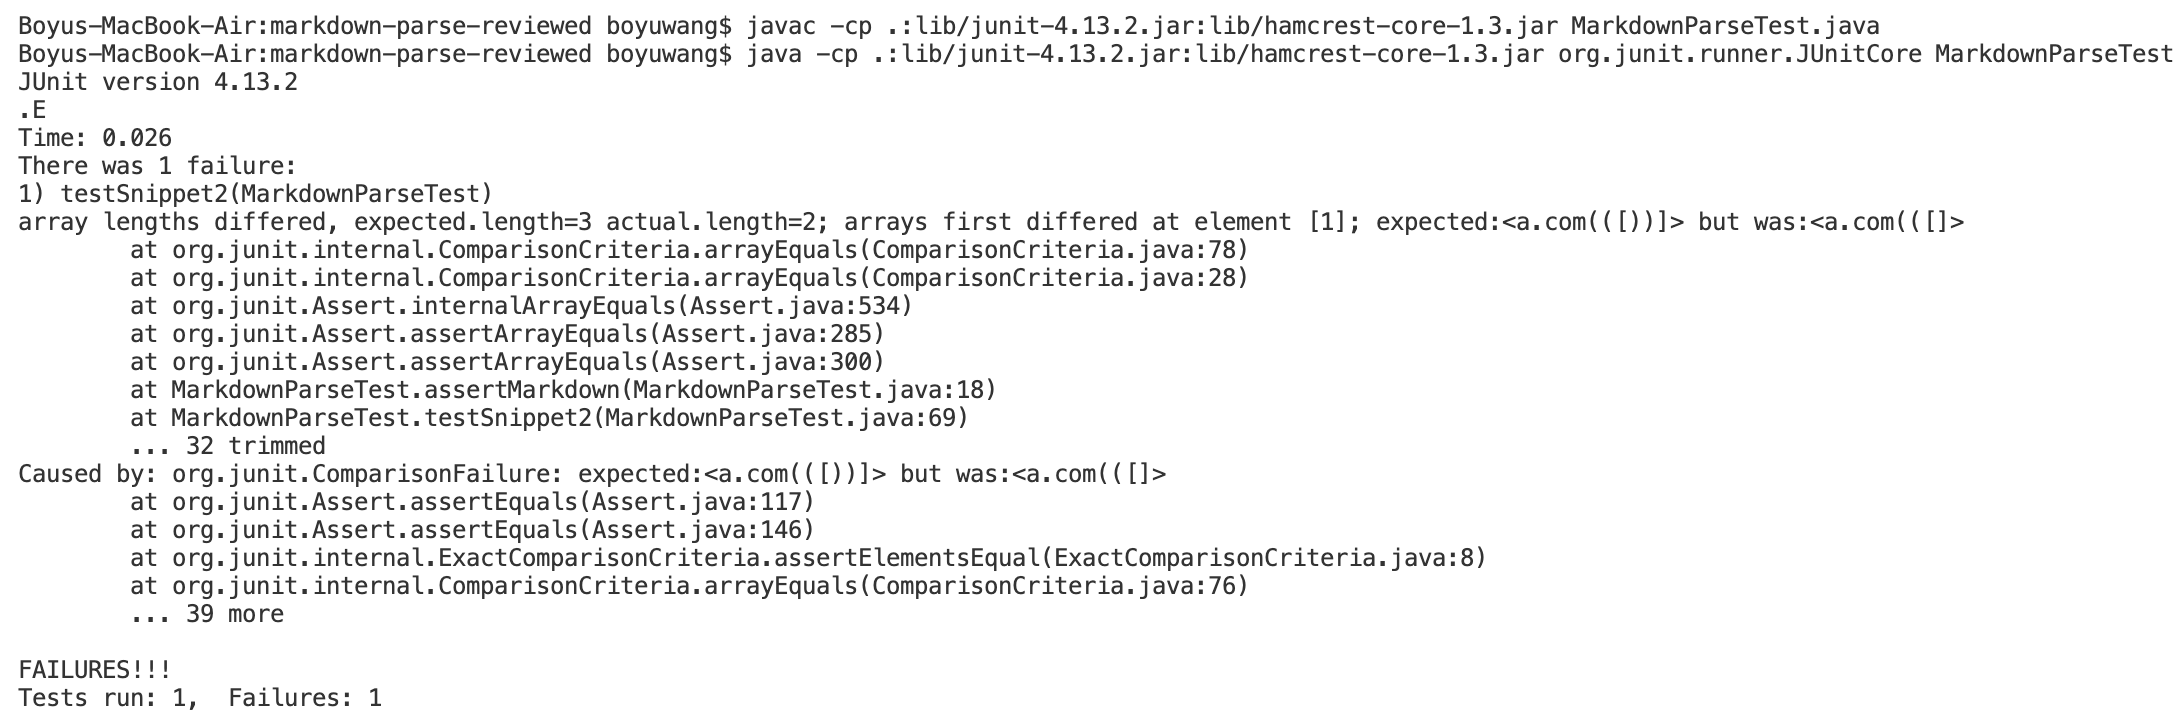 Boyus-MacBook-Air:markdown-parse-reviewed boyuwang$ javac -cp .:lib/junit-4.13.2.jar:lib/hamcrest-core-1.3.jar MarkdownParseTest.java
Boyus-MacBook-Air:markdown-parse-reviewed boyuwang$ java -cp .:lib/junit-4.13.2.jar:lib/hamcrest-core-1.3.jar org.junit.runner.JUnitCore MarkdownParseTest
JUnit version 4.13.2
.E
Time: 0.026
There was 1 failure:
1) testSnippet2(MarkdownParseTest)
array lengths differed, expected.length=3 actual.length=2; arrays first differed at element [1]; expected:<a.com(([))]> but was:<a.com(([]>
        at org.junit.internal.ComparisonCriteria.arrayEquals(ComparisonCriteria.java:78)
        at org.junit.internal.ComparisonCriteria.arrayEquals(ComparisonCriteria.java:28)
        at org.junit.Assert.internalArrayEquals(Assert.java:534)
        at org.junit.Assert.assertArrayEquals(Assert.java:285)
        at org.junit.Assert.assertArrayEquals(Assert.java:300)
        at MarkdownParseTest.assertMarkdown(MarkdownParseTest.java:18)
        at MarkdownParseTest.testSnippet2(MarkdownParseTest.java:69)
        ... 32 trimmed
Caused by: org.junit.ComparisonFailure: expected:<a.com(([))]> but was:<a.com(([]>
        at org.junit.Assert.assertEquals(Assert.java:117)
        at org.junit.Assert.assertEquals(Assert.java:146)
        at org.junit.internal.ExactComparisonCriteria.assertElementsEqual(ExactComparisonCriteria.java:8)
        at org.junit.internal.ComparisonCriteria.arrayEquals(ComparisonCriteria.java:76)
        ... 39 more

FAILURES!!!
Tests run: 1,  Failures: 1